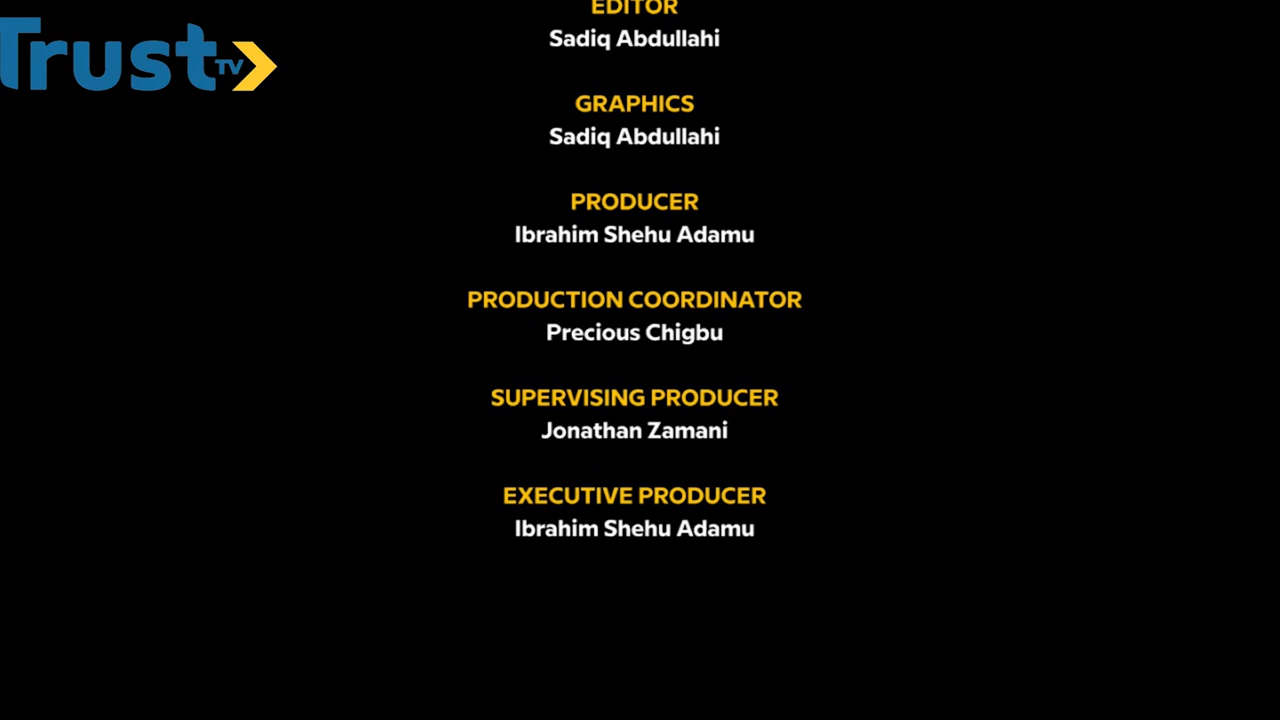 Trust TV
EDITOR
Sadiq Abdullahi
GRAPHICS
Sadiq Abdullahi
PRODUCER
Ibrahim Shehu Adamu
PRODUCTION COORDINATOR
Precious Chigbu
SUPERVISING PRODUCER
Jonathan Zamani
EXECUTIVE PRODUCER
Ibrahim Shehu Adamu